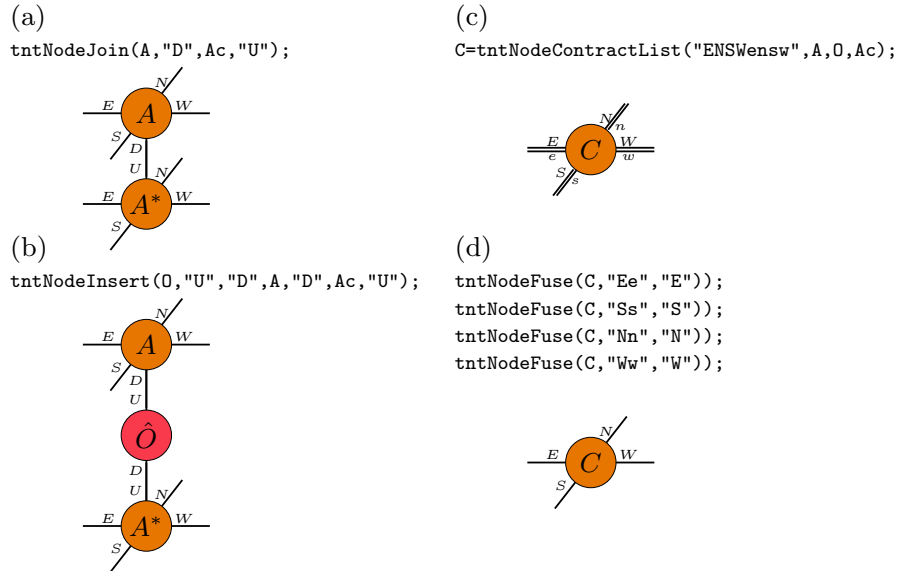 (a)
tntNodeJoin(A,"D",Ac,"U");
N
E A W
S
D
U
N
E A* W
S
(b)
tntNodeInsert(O,"U","D",A,"D",Ac,"U");
N
E A W
S
D
U
Ô
D
U
N
E A* W
S
(c)
C=tntNodeContractList("ENSWensw",A,O,Ac);
N
n
E C W
e w
S
s
(d)
tntNodeFuse(C,"Ee","E"));
tntNodeFuse(C,"Ss","S"));
tntNodeFuse(C,"Nn","N"));
tntNodeFuse(C,"Ww","W"));
N
E C W
S